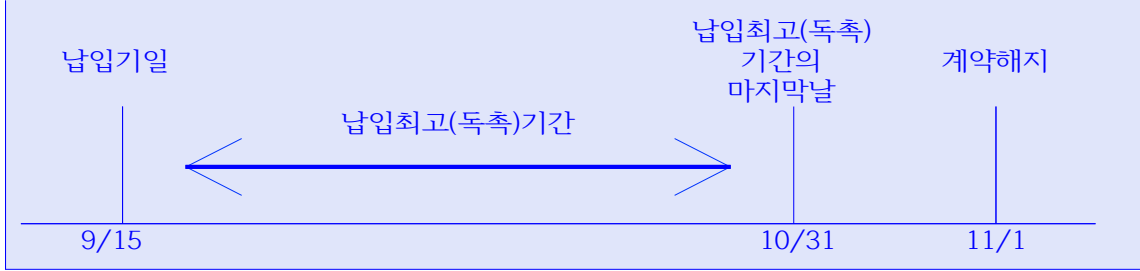 납입기일
납입최고(독촉)기간
납입최고(독촉)
기간의
마지막날
계약해지
9/15
10/31
11/1